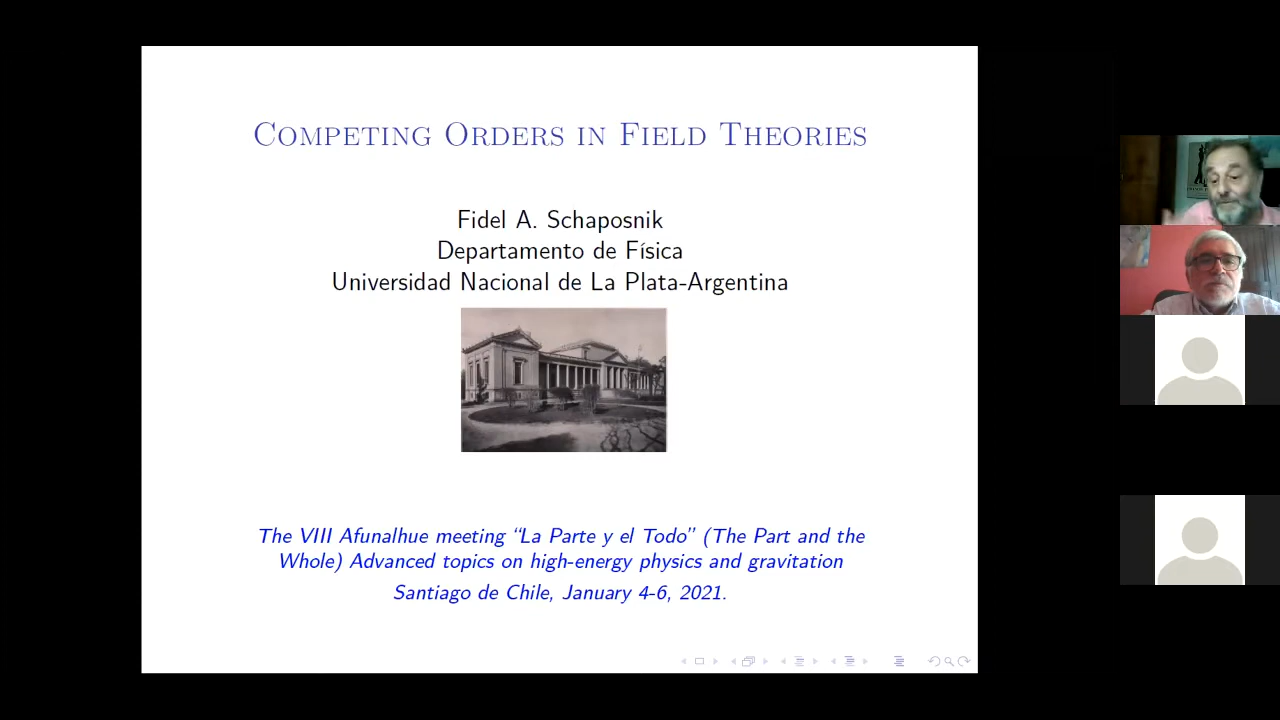 Competing Orders in Field Theories
Fidel A. Schaposnik
Departamento de Física
Universidad Nacional de La Plata-Argentina
The VIII Afunalhue meeting “La Parte y el Todo” (The Part and the
Whole) Advanced topics on high-energy physics and gravitation
Santiago de Chile, January 4-6, 2021.